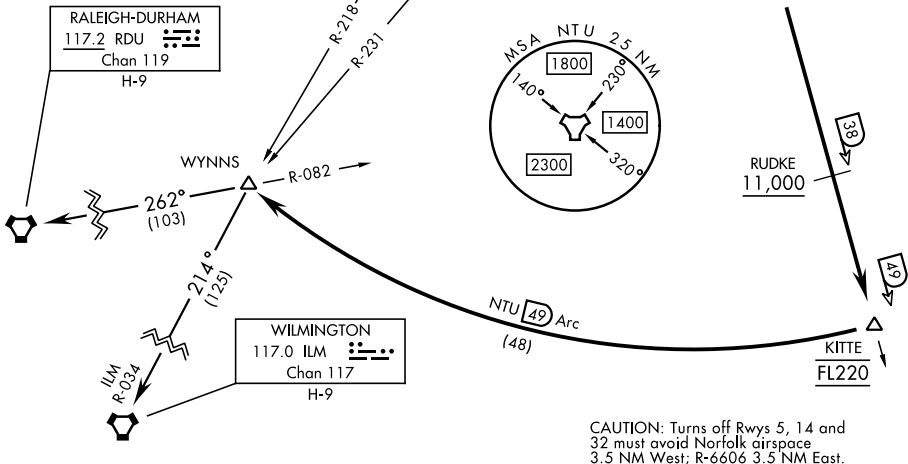 RALEIGH-DURHAM
117.2 RDU
Chan 119
H-9
R-218
R-231
MSA NTU 25 NM
1800
140°
230°
1400
2300
320°
38
RUDKE
11,000
WYNNS
R-082
262°
(103)
214°
(125)
49
NTU 49 Arc
(48)
KITTE
FL220
WILMINGTON
117.0 ILM
Chan 117
H-9
ILM
R-034
CAUTION: Turns off Rwys 5, 14 and
32 must avoid Norfolk airspace
3.5 NM West; R-6606 3.5 NM East.